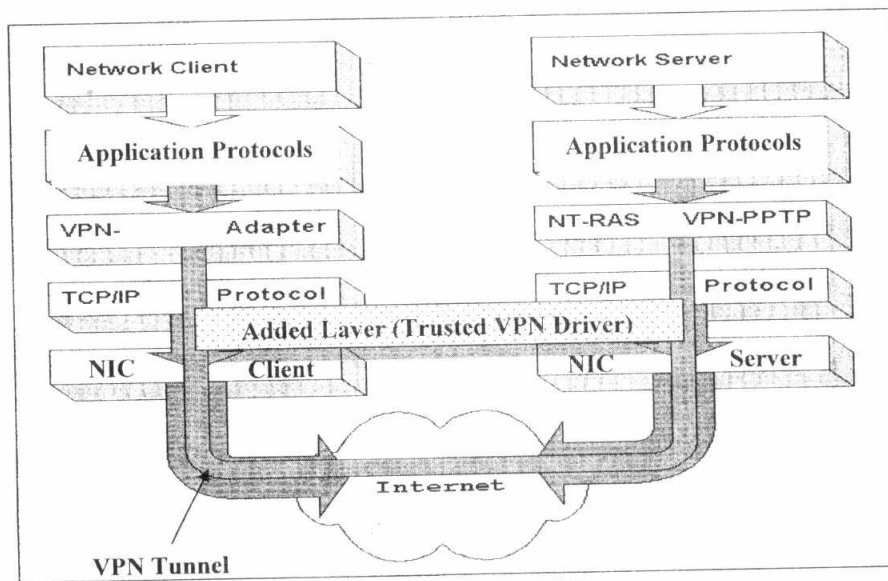 Network Client
Network Server
Application Protocols
Application Protocols
VPN- Adapter
NT-RAS VPN-PPTP
TCP/IP Protocol
TCP/IP Protocol
Added Laver (Trusted VPN Driver)
NIC Client
NIC Server
Internet
VPN Tunnel